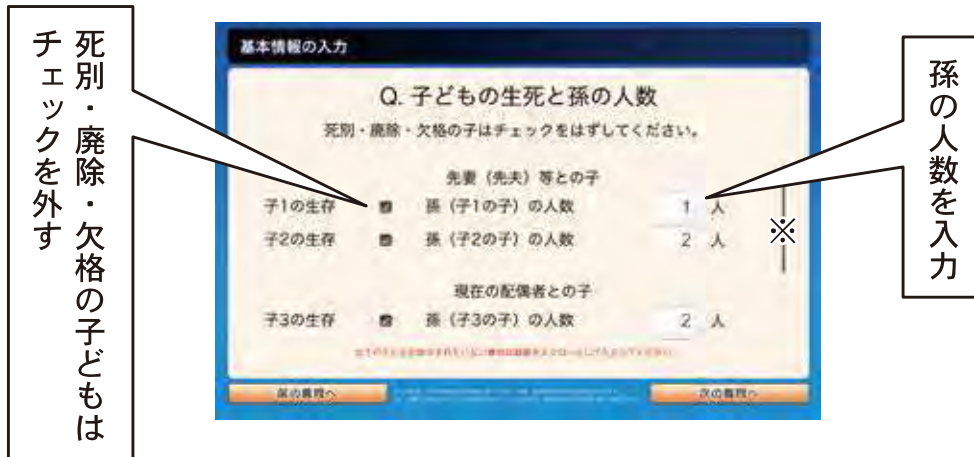 死別・廃除・欠格の子どもは
チェックを外す
基本情報の入力
Q. 子どもの生死と孫の人数
死別・廃除・欠格の子はチェックをはずしてください。
先妻（先夫）等との子
子1の生存 孫（子1の子）の人数 1 人
子2の生存 孫（子2の子）の人数 2 人
現在の配偶者との子
子3の生存 孫（子3の子）の人数 2 人
前の質問へ
次の質問へ
※
孫の人数を入力